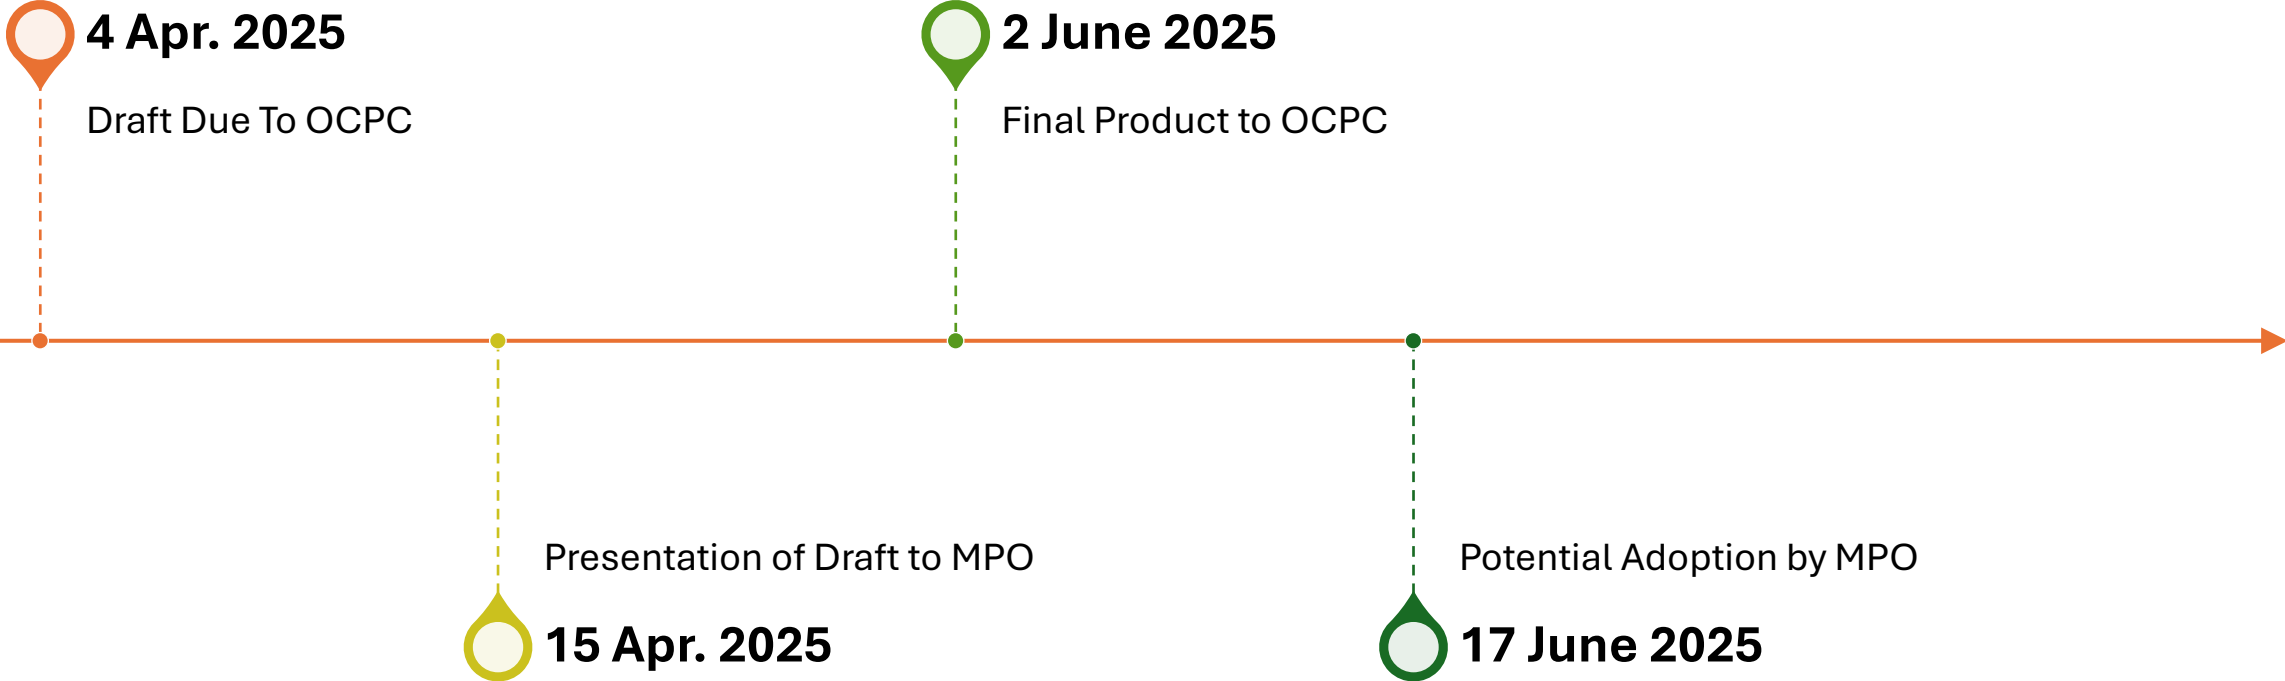 4 Apr. 2025
Draft Due To OCPC
2 June 2025
Final Product to OCPC
Presentation of Draft to MPO
15 Apr. 2025
Potential Adoption by MPO
17 June 2025